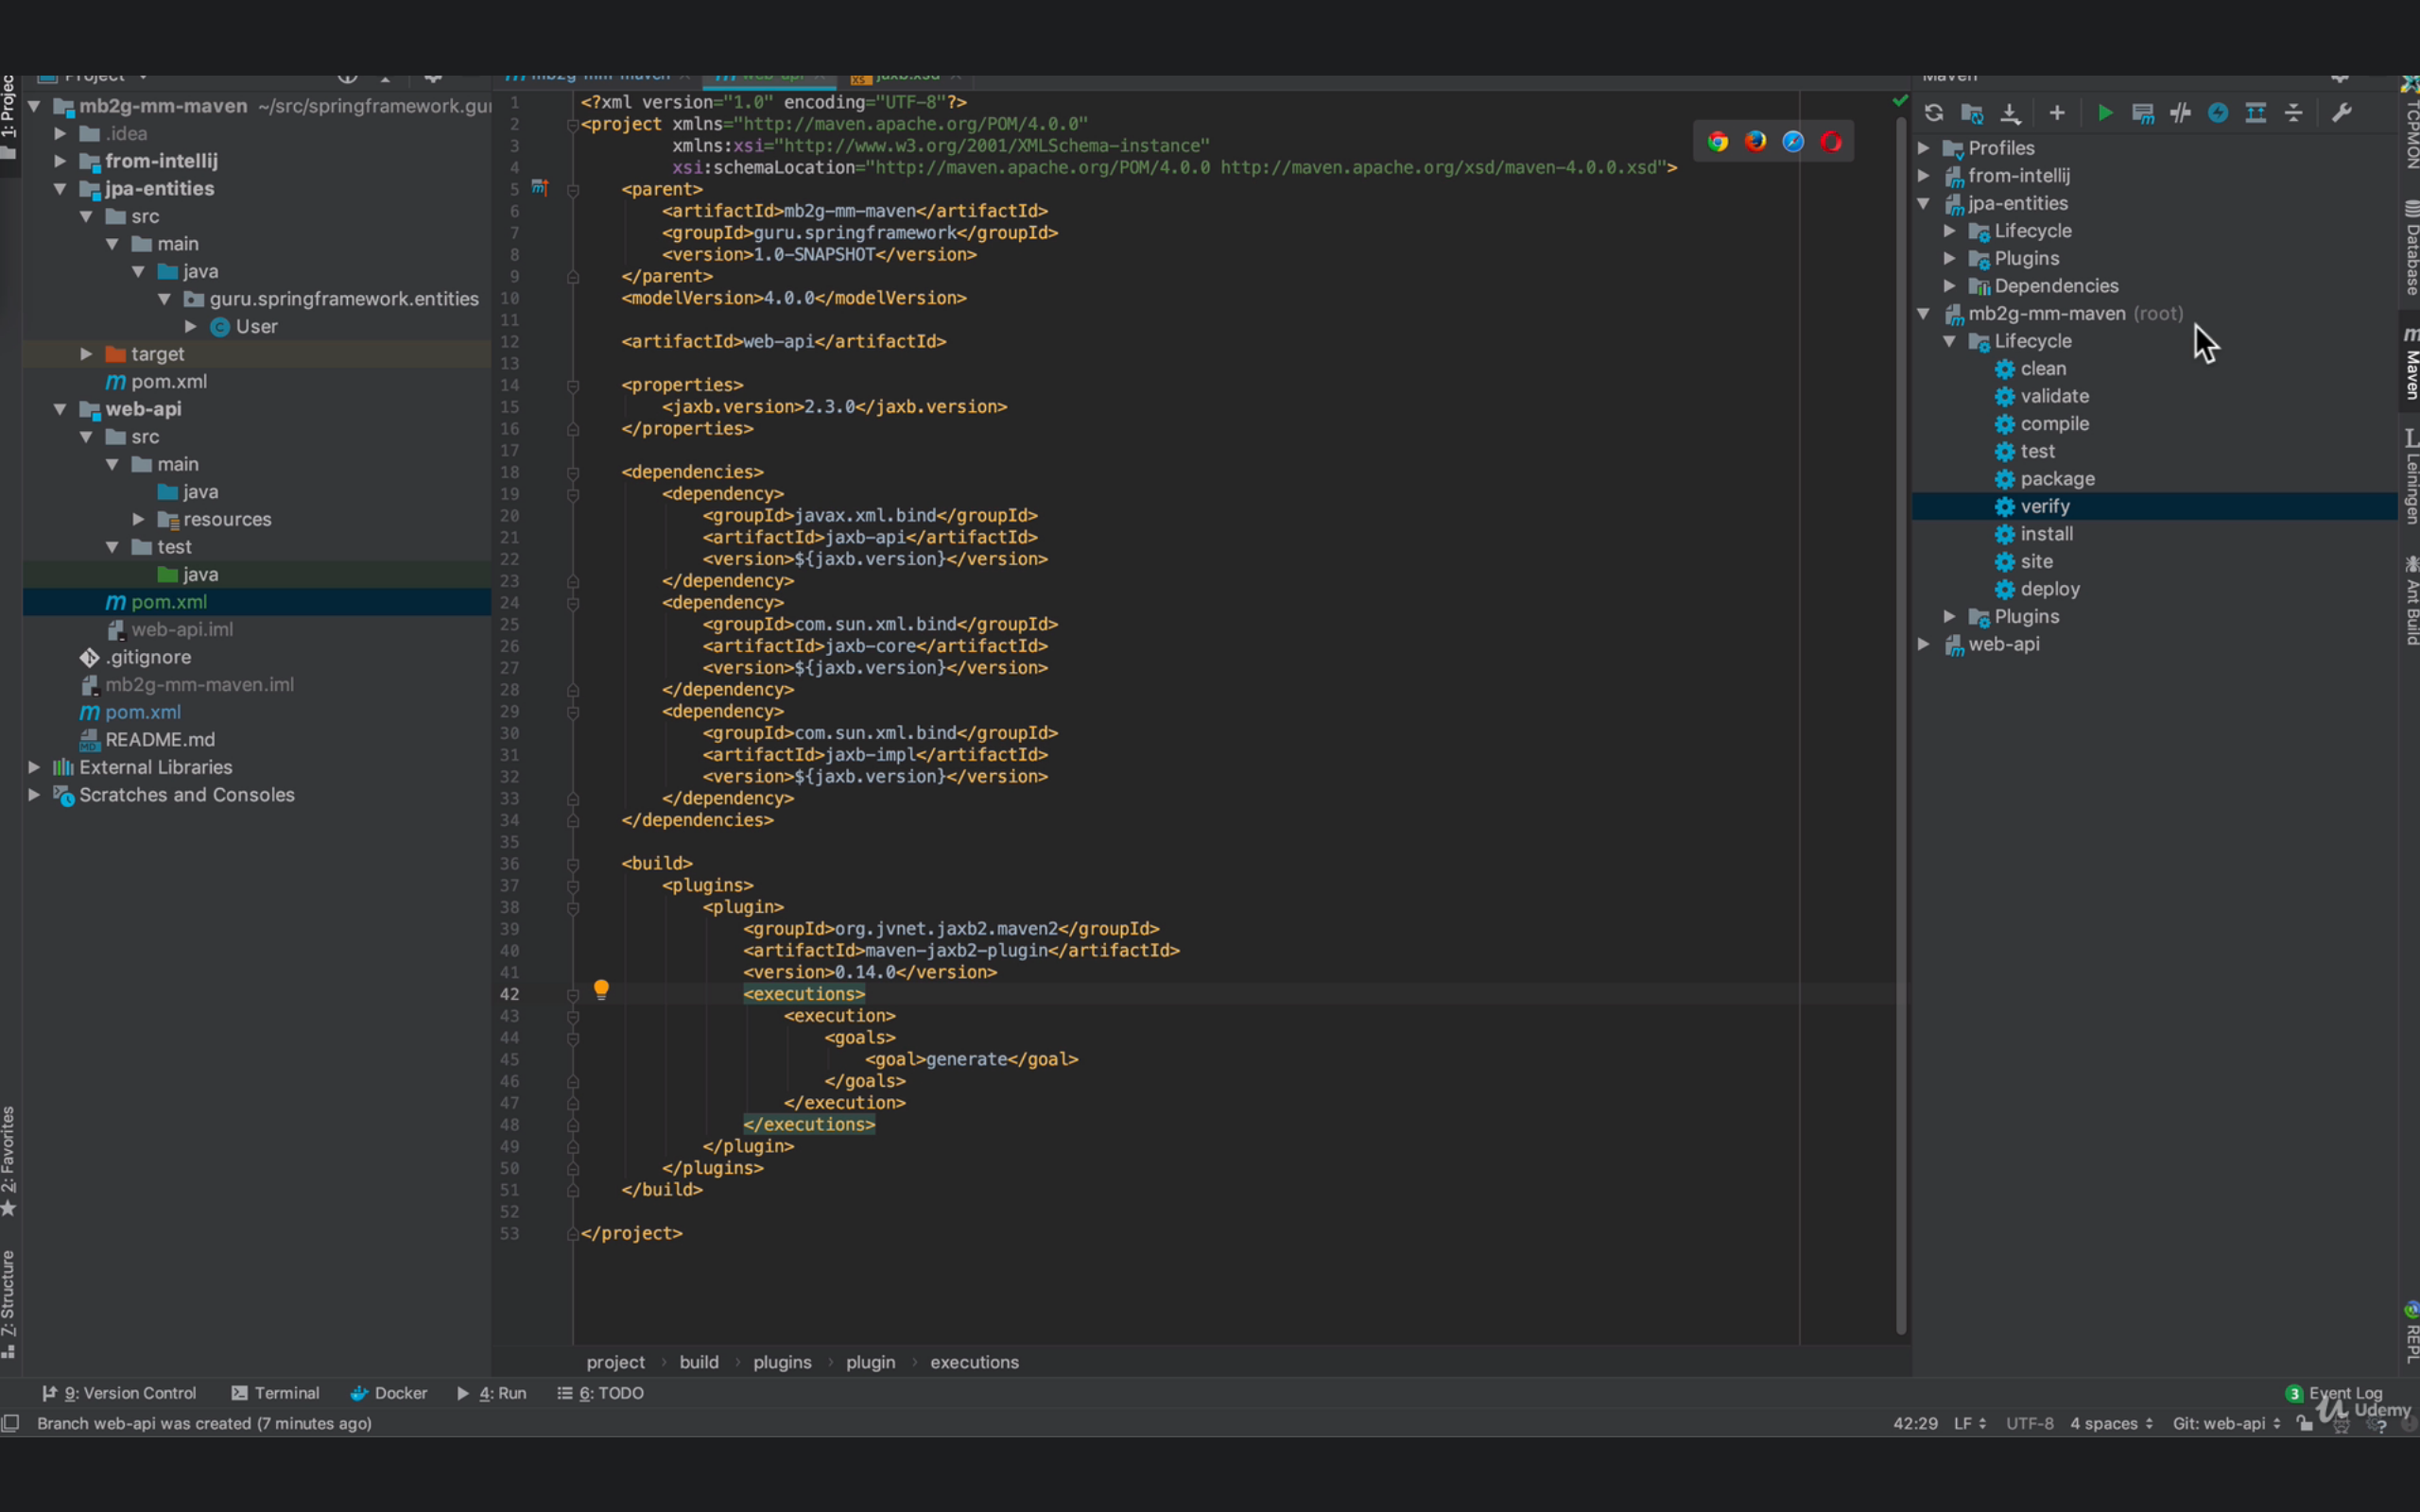 Project
mb2g-mm-maven
web-api
jaxb.xsd
Maven
1: Project
mb2g-mm-maven ~/src/springframework.gur
.idea
from-intellij
jpa-entities
src
main
java
guru.springframework.entities
User
target
pom.xml
web-api
src
main
java
resources
test
java
pom.xml
web-api.iml
.gitignore
mb2g-mm-maven.iml
pom.xml
README.md
External Libraries
Scratches and Consoles
2: Favorites
7: Structure
1 <?xml version="1.0" encoding="UTF-8"?>
2 <project xmlns="http://maven.apache.org/POM/4.0.0"
3 xmlns:xsi="http://www.w3.org/2001/XMLSchema-instance"
4 xsi:schemaLocation="http://maven.apache.org/POM/4.0.0 http://maven.apache.org/xsd/maven-4.0.0.xsd">
5 <parent>
6 <artifactId>mb2g-mm-maven</artifactId>
7 <groupId>guru.springframework</groupId>
8 <version>1.0-SNAPSHOT</version>
9 </parent>
10 <modelVersion>4.0.0</modelVersion>
11
12 <artifactId>web-api</artifactId>
13
14 <properties>
15 <jaxb.version>2.3.0</jaxb.version>
16 </properties>
17
18 <dependencies>
19 <dependency>
20 <groupId>javax.xml.bind</groupId>
21 <artifactId>jaxb-api</artifactId>
22 <version>${jaxb.version}</version>
23 </dependency>
24 <dependency>
25 <groupId>com.sun.xml.bind</groupId>
26 <artifactId>jaxb-core</artifactId>
27 <version>${jaxb.version}</version>
28 </dependency>
29 <dependency>
30 <groupId>com.sun.xml.bind</groupId>
31 <artifactId>jaxb-impl</artifactId>
32 <version>${jaxb.version}</version>
33 </dependency>
34 </dependencies>
35
36 <build>
37 <plugins>
38 <plugin>
39 <groupId>org.jvnet.jaxb2.maven2</groupId>
40 <artifactId>maven-jaxb2-plugin</artifactId>
41 <version>0.14.0</version>
42 <executions>
43 <execution>
44 <goals>
45 <goal>generate</goal>
46 </goals>
47 </execution>
48 </executions>
49 </plugin>
50 </plugins>
51 </build>
52
53 </project>
project › build › plugins › plugin › executions
Profiles
from-intellij
jpa-entities
Lifecycle
Plugins
Dependencies
mb2g-mm-maven (root)
Lifecycle
clean
validate
compile
test
package
verify
install
site
deploy
Plugins
web-api
TCPMON
Database
Maven
Leiningen
Ant Build
REPL
9: Version Control
Terminal
Docker
4: Run
6: TODO
3 Event Log
Branch web-api was created (7 minutes ago)
42:29 LF UTF-8 4 spaces Git: web-api
Udemy